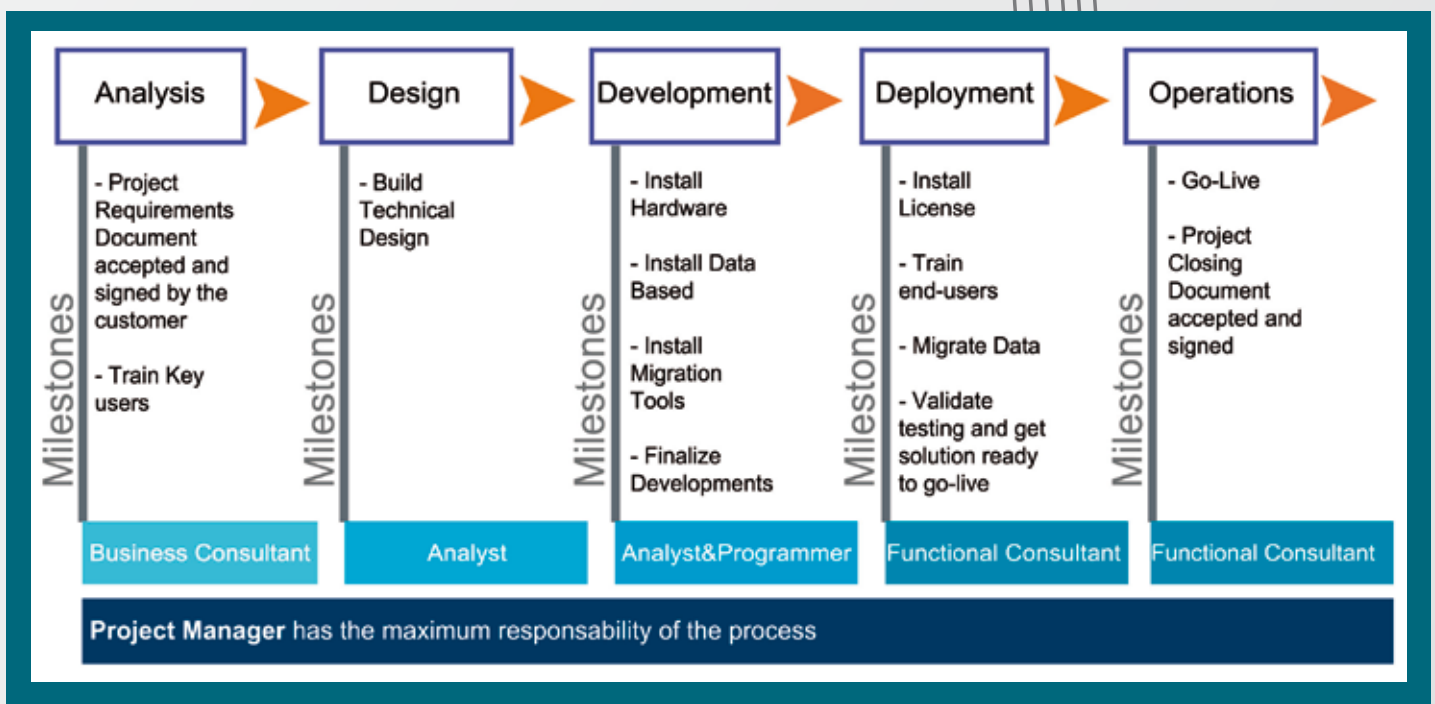 Analysis
Design
Development
Deployment
Operations
Milestones
- Project
Requirements
Document
accepted and
signed by the
customer
- Train Key
users
Milestones
- Build
Technical
Design
Milestones
- Install
Hardware
- Install Data
Based
- Install
Migration
Tools
- Finalize
Developments
Milestones
- Install
License
- Train
end-users
- Migrate Data
- Validate
testing and get
solution ready
to go-live
Milestones
- Go-Live
- Project
Closing
Document
accepted and
signed
Business Consultant
Analyst
Analyst&Programmer
Functional Consultant
Functional Consultant
Project Manager has the maximum responsability of the process